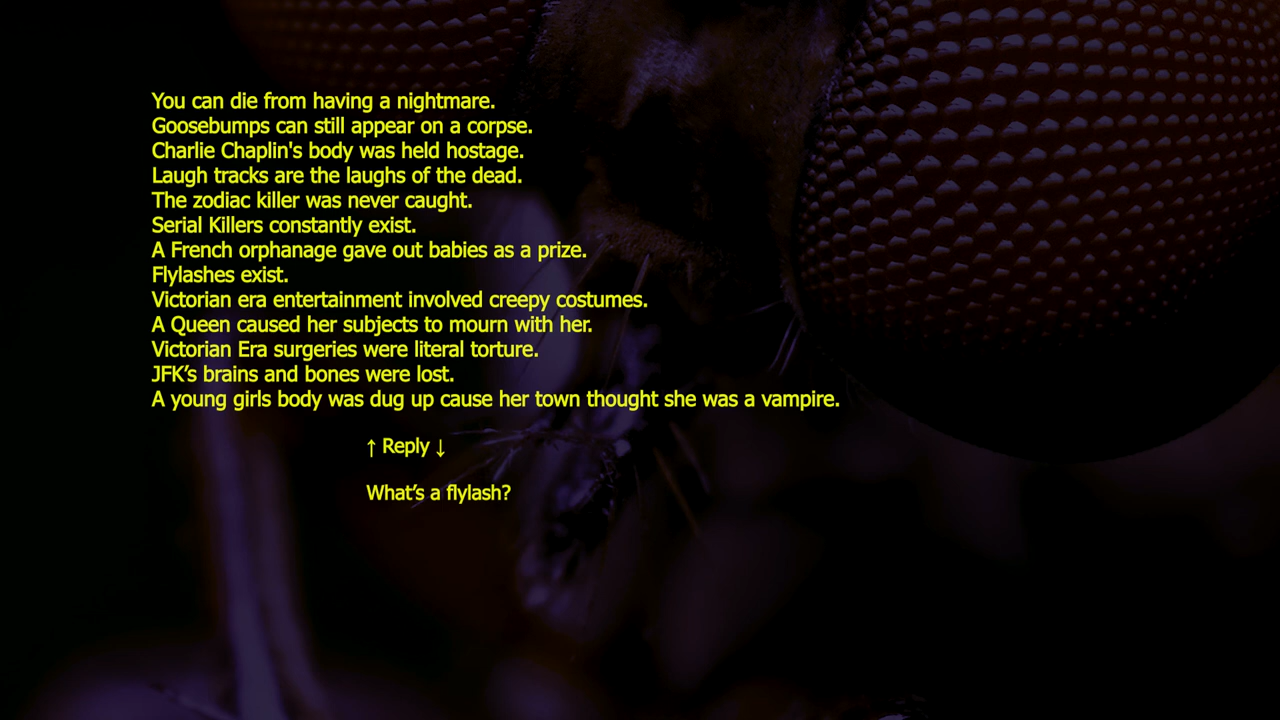 You can die from having a nightmare.
Goosebumps can still appear on a corpse.
Charlie Chaplin's body was held hostage.
Laugh tracks are the laughs of the dead.
The zodiac killer was never caught.
Serial Killers constantly exist.
A French orphanage gave out babies as a prize.
Flylashes exist.
Victorian era entertainment involved creepy costumes.
A Queen caused her subjects to mourn with her.
Victorian Era surgeries were literal torture.
JFK’s brains and bones were lost.
A young girls body was dug up cause her town thought she was a vampire.
↑ Reply ↓
What’s a flylash?